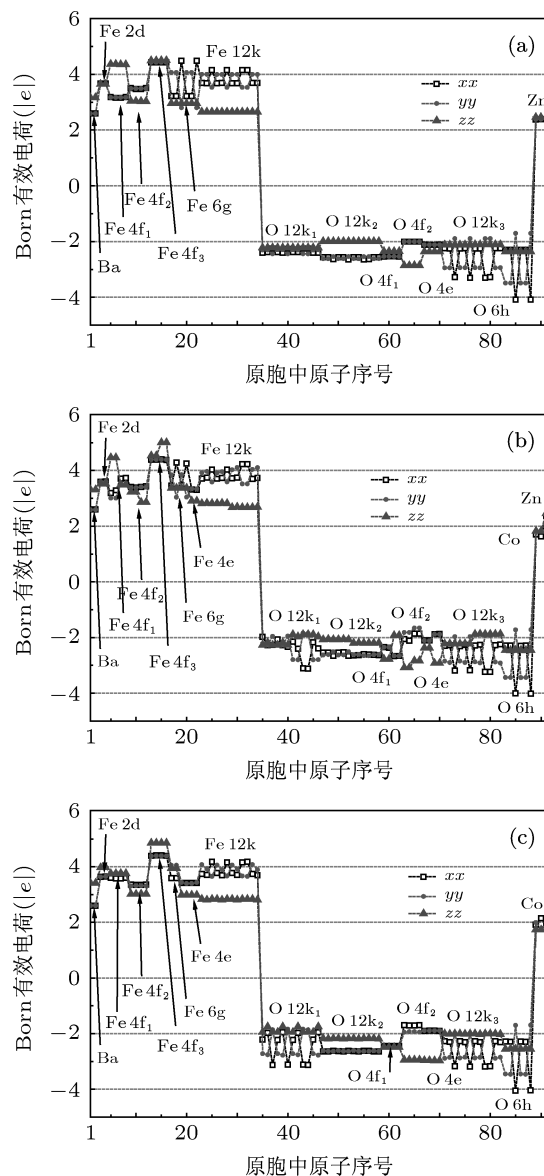 (a)
Fe 2d
Fe 12k
xx
yy
zz
Zn
Fe 4f₂
Fe 6g
Fe 4f₁
Fe 4f₃
Ba
O 12k₁
O 12k₂
O 4f₂
O 12k₃
O 4f₁
O 4e
O 6h
6
4
2
0
−2
−4
Born有效电荷(|e|)
1 20 40 60 80
原胞中原子序号
(b)
Fe 2d
Fe 12k
xx
yy
zz
Zn
Co
Fe 4e
Fe 4f₂
Fe 6g
Fe 4f₁
Fe 4f₃
Ba
O 12k₁
O 12k₂
O 4f₂
O 12k₃
O 4f₁
O 4e
O 6h
6
4
2
0
−2
−4
Born有效电荷(|e|)
1 20 40 60 80
原胞中原子序号
(c)
Fe 2d
Fe 12k
xx
yy
zz
Co
Fe 4e
Fe 4f₁
Fe 4f₂
Fe 6g
Fe 4f₃
Ba
O 12k₁
O 12k₂
O 4f₂
O 12k₃
O 4f₁
O 4e
O 6h
6
4
2
0
−2
−4
Born有效电荷(|e|)
1 20 40 60 80
原胞中原子序号